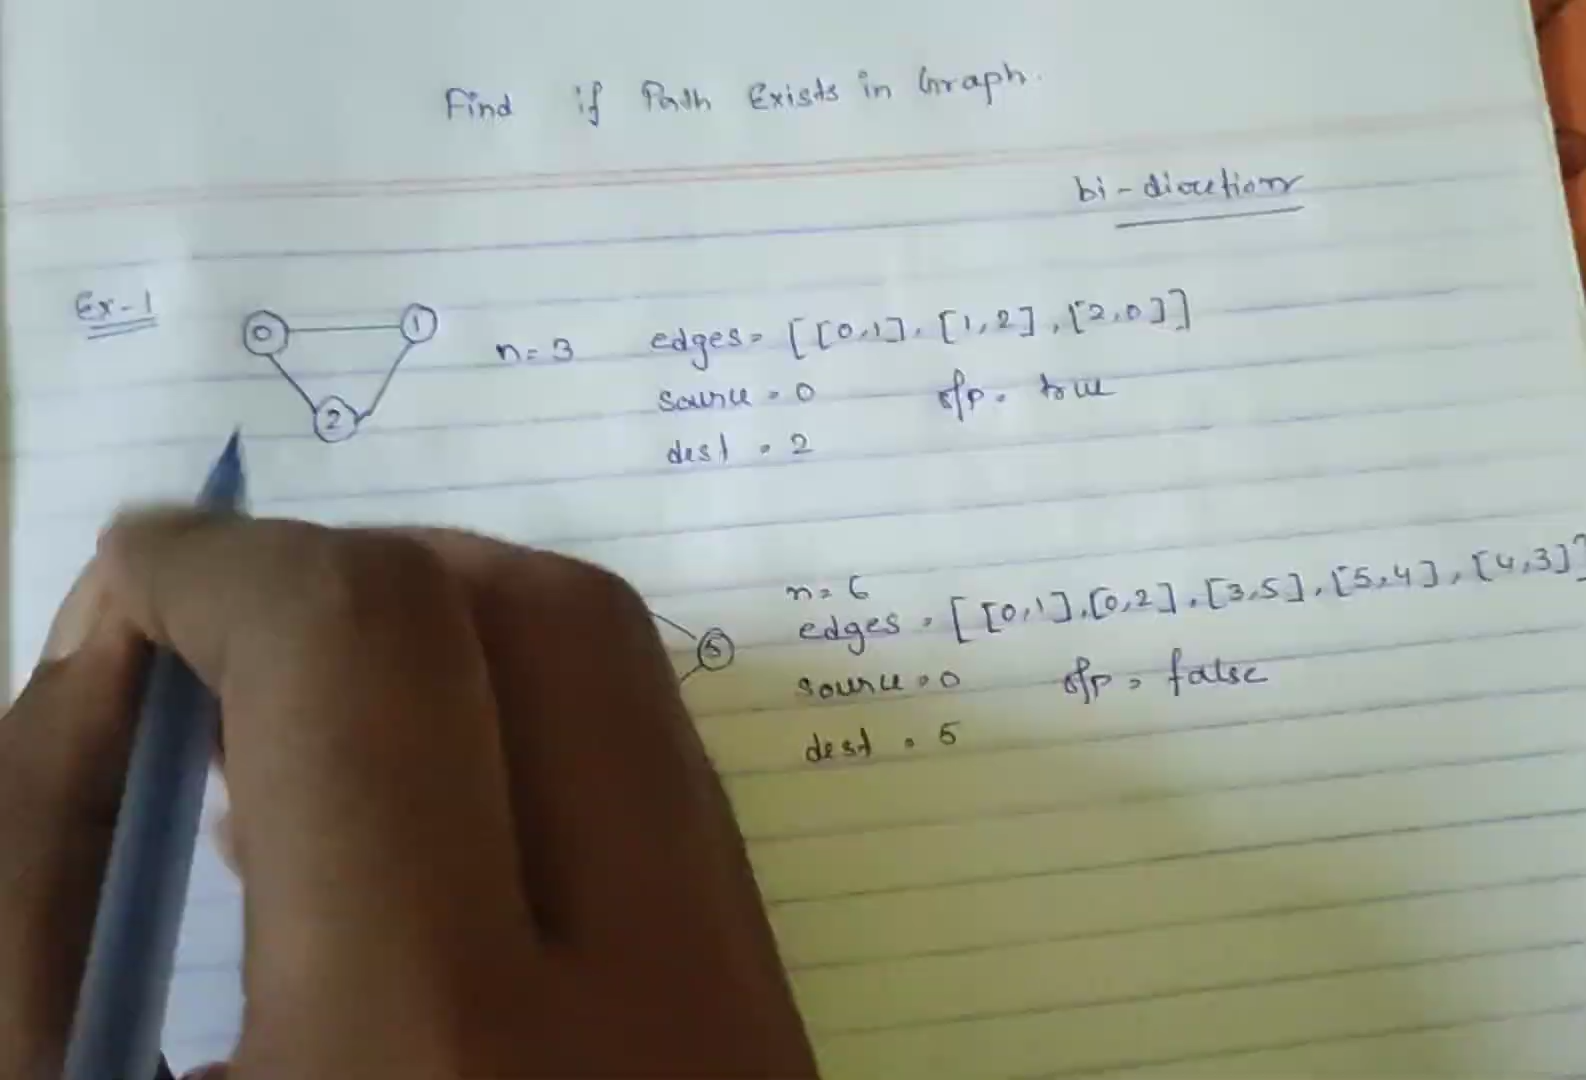 Find if Path Exists in Graph.
bi-direction
Ex-1
0
1
2
n=3
edges= [[0,1], [1,2], [2,0]]
source = 0 o/p = true
dest = 2
n=6
5
edges = [[0,1],[0,2],[3,5],[5,4],[4,3]]
source=0 o/p = false
dest = 5